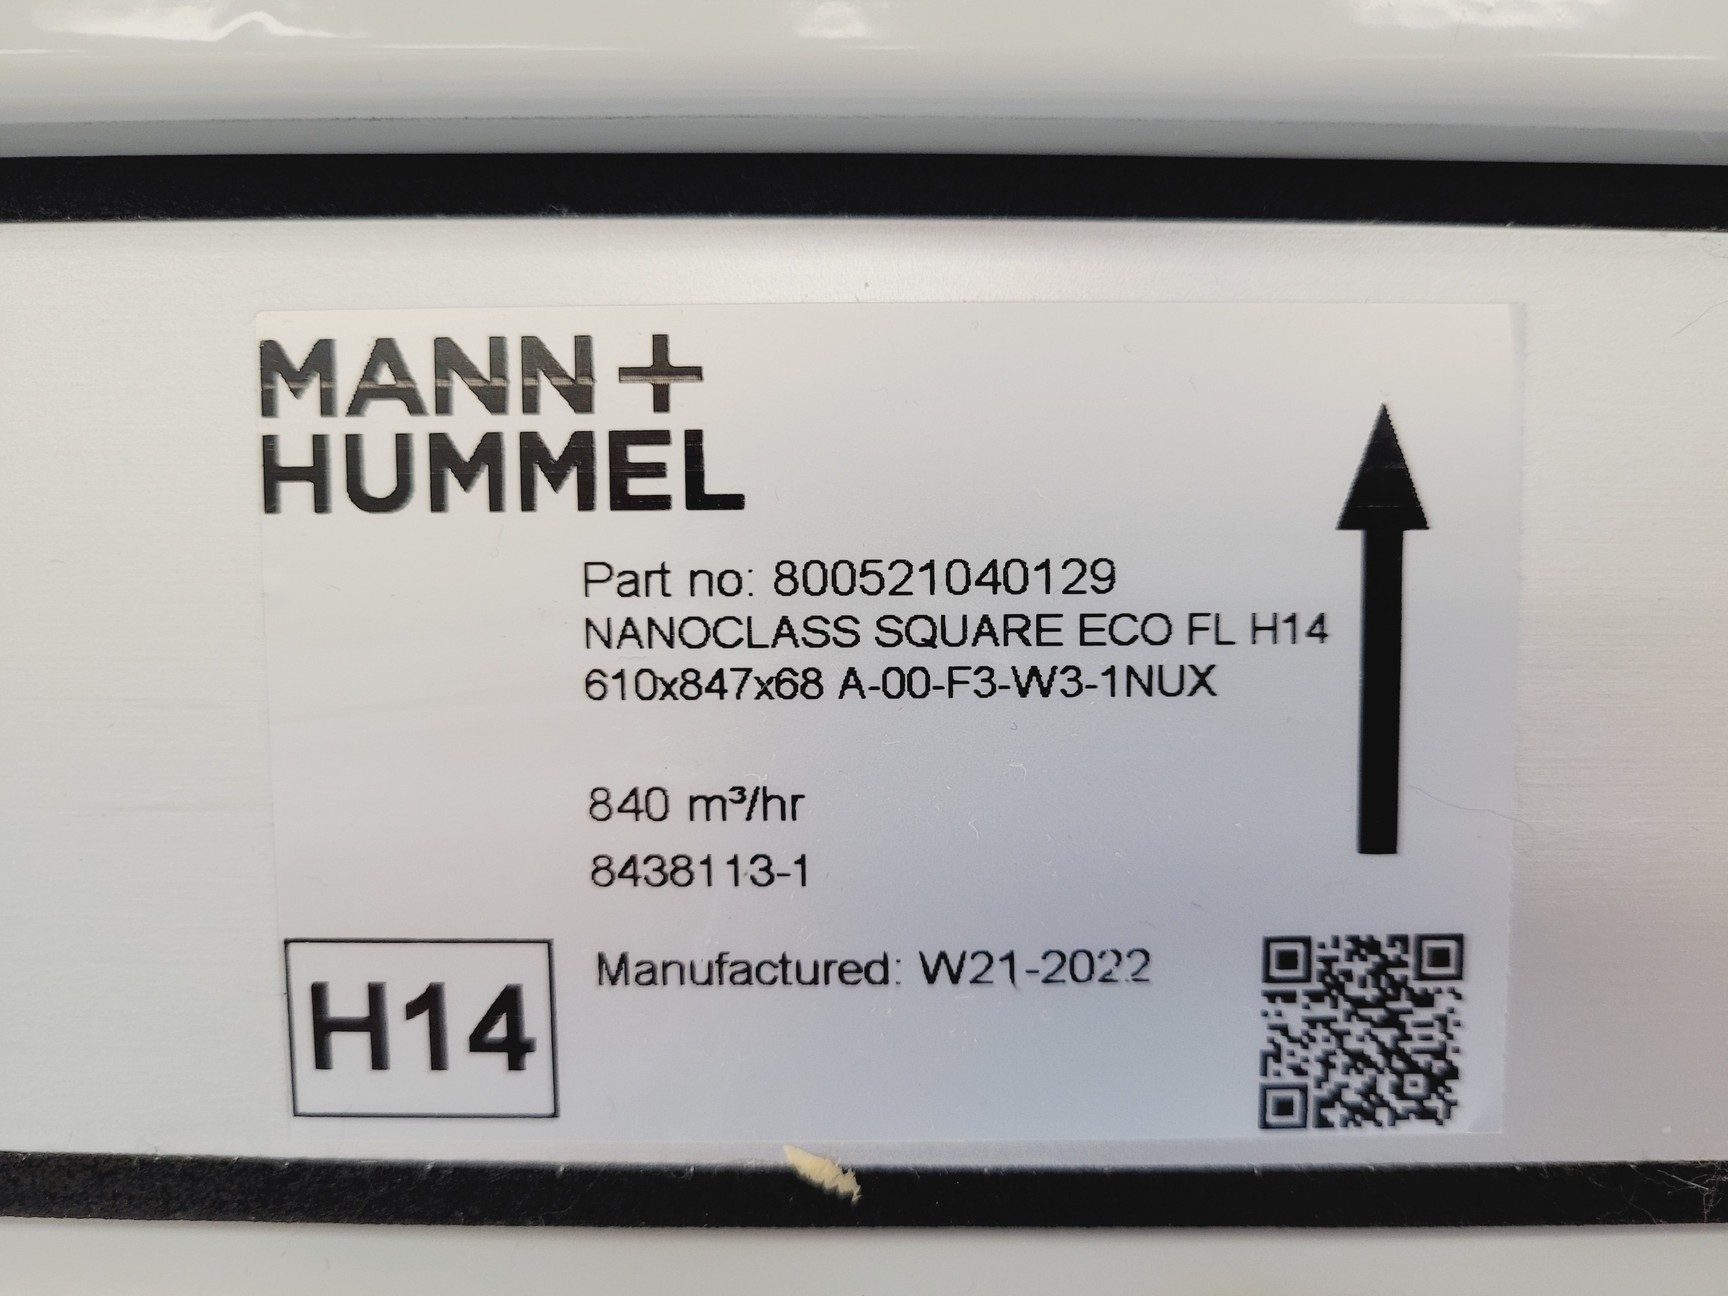 MANN+
HUMMEL
Part no: 800521040129
NANOCLASS SQUARE ECO FL H14
610x847x68 A-00-F3-W3-1NUX
840 m³/hr
8438113-1
H14
Manufactured: W21-2022